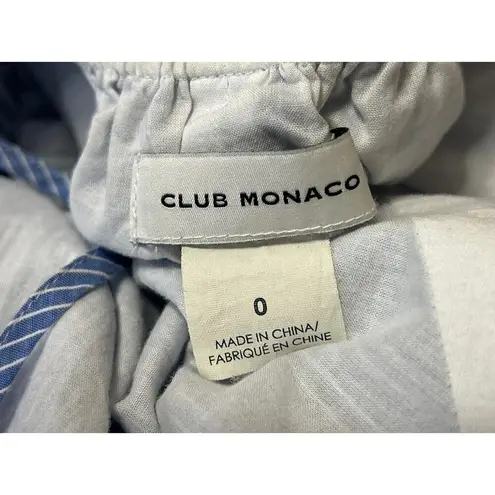 CLUB MONACO
0
MADE IN CHINA/
FABRIQUÉ EN CHINE